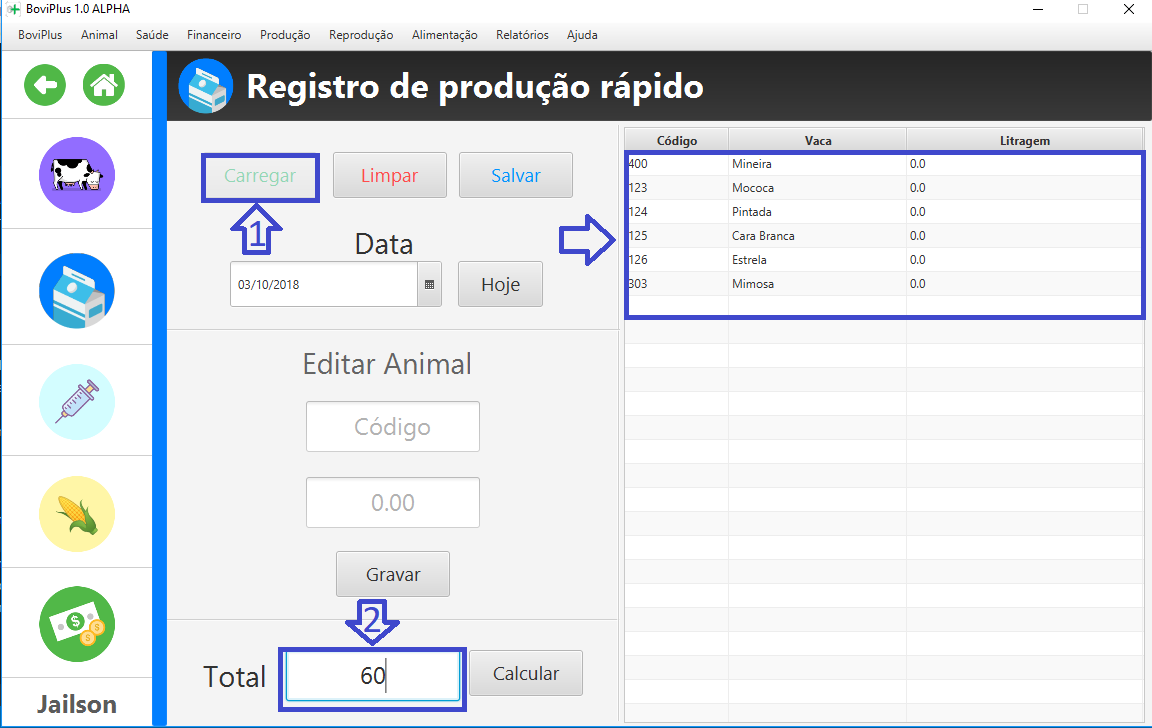 BoviPlus 1.0 ALPHA
BoviPlus Animal Saúde Financeiro Produção Reprodução Alimentação Relatórios Ajuda
Registro de produção rápido
Carregar Limpar Salvar
1
Data
03/10/2018 Hoje
Editar Animal
Código
0.00
Gravar
2
Total 60 Calcular
Jailson
Código Vaca Litragem
400 Mineira 0.0
123 Mococa 0.0
124 Pintada 0.0
125 Cara Branca 0.0
126 Estrela 0.0
303 Mimosa 0.0